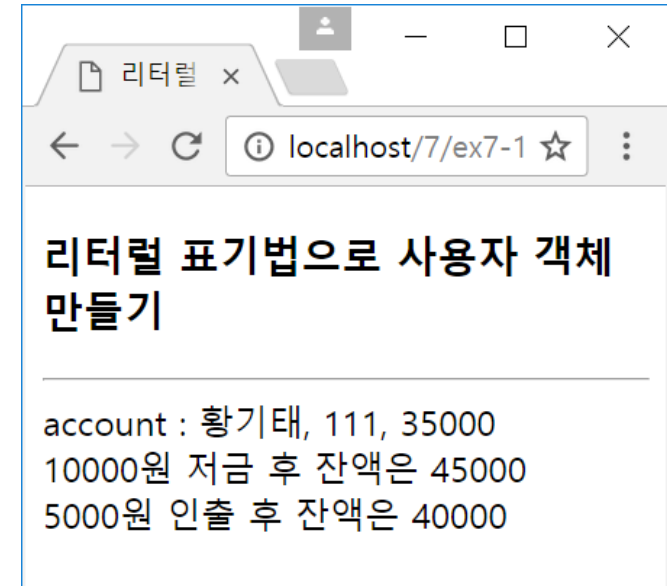 리터럴
localhost/7/ex7-1
리터럴 표기법으로 사용자 객체
만들기
account : 황기태, 111, 35000
10000원 저금 후 잔액은 45000
5000원 인출 후 잔액은 40000